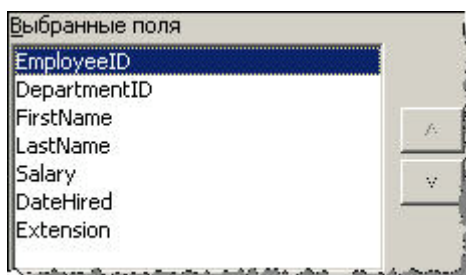 Выбранные поля
EmployeeID
DepartmentID
FirstName
LastName
Salary
DateHired
Extension